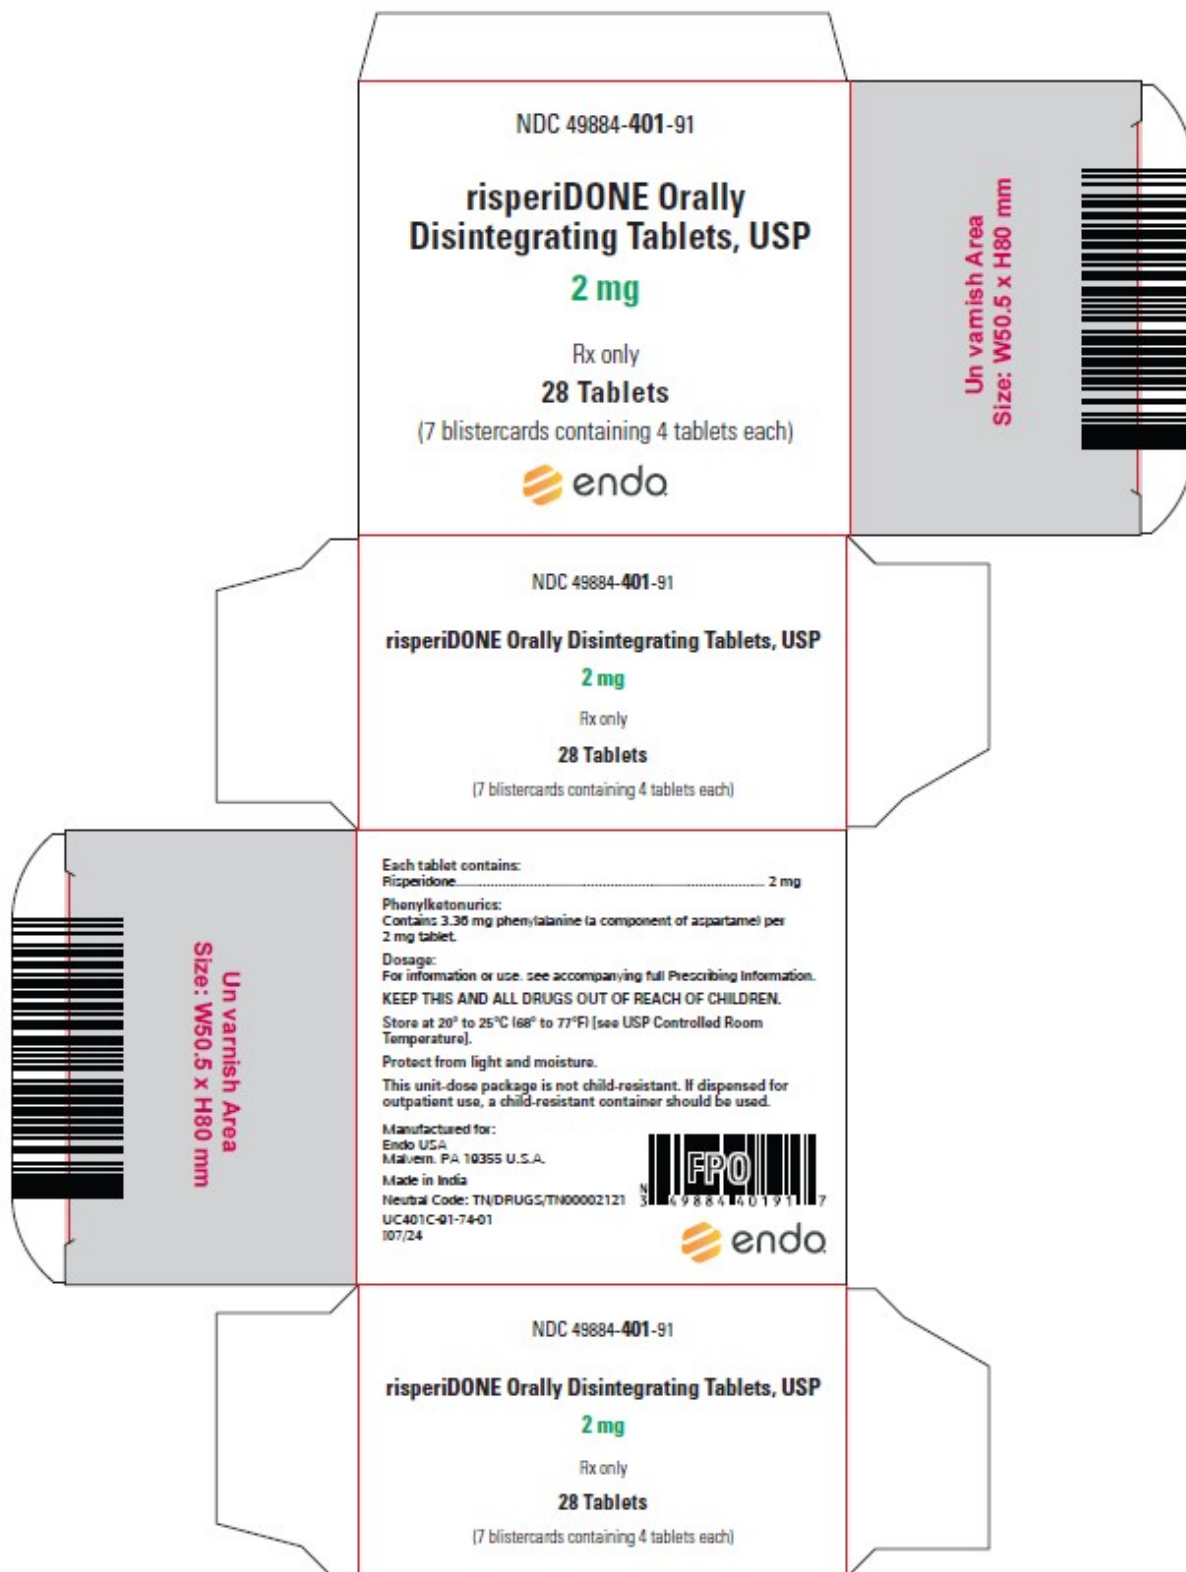 NDC 49884-401-91
risperiDONE Orally
Disintegrating Tablets, USP
2 mg
Rx only
28 Tablets
(7 blistercards containing 4 tablets each)
endo
Un varnish Area
Size: W50.5 x H80 mm
NDC 49884-401-91
risperiDONE Orally Disintegrating Tablets, USP
2 mg
Rx only
28 Tablets
(7 blistercards containing 4 tablets each)
Un varnish Area
Size: W50.5 x H80 mm
Each tablet contains:
Risperidone.......................................................................................... 2 mg
Phenylketonurics:
Contains 3.36 mg phenylalanine (a component of aspartame) per
2 mg tablet.
Dosage:
For information or use, see accompanying full Prescribing Information.
KEEP THIS AND ALL DRUGS OUT OF REACH OF CHILDREN.
Store at 20° to 25°C (68° to 77°F) [see USP Controlled Room
Temperature].
Protect from light and moisture.
This unit-dose package is not child-resistant. If dispensed for
outpatient use, a child-resistant container should be used.
Manufactured for:
Endo USA
Malvern, PA 19355 U.S.A.
Made in India
Neutral Code: TN/DRUGS/TN00002121
UC401C-91-74-01
I07/24
FPO
N
3 49884 40191 7
endo
NDC 49884-401-91
risperiDONE Orally Disintegrating Tablets, USP
2 mg
Rx only
28 Tablets
(7 blistercards containing 4 tablets each)